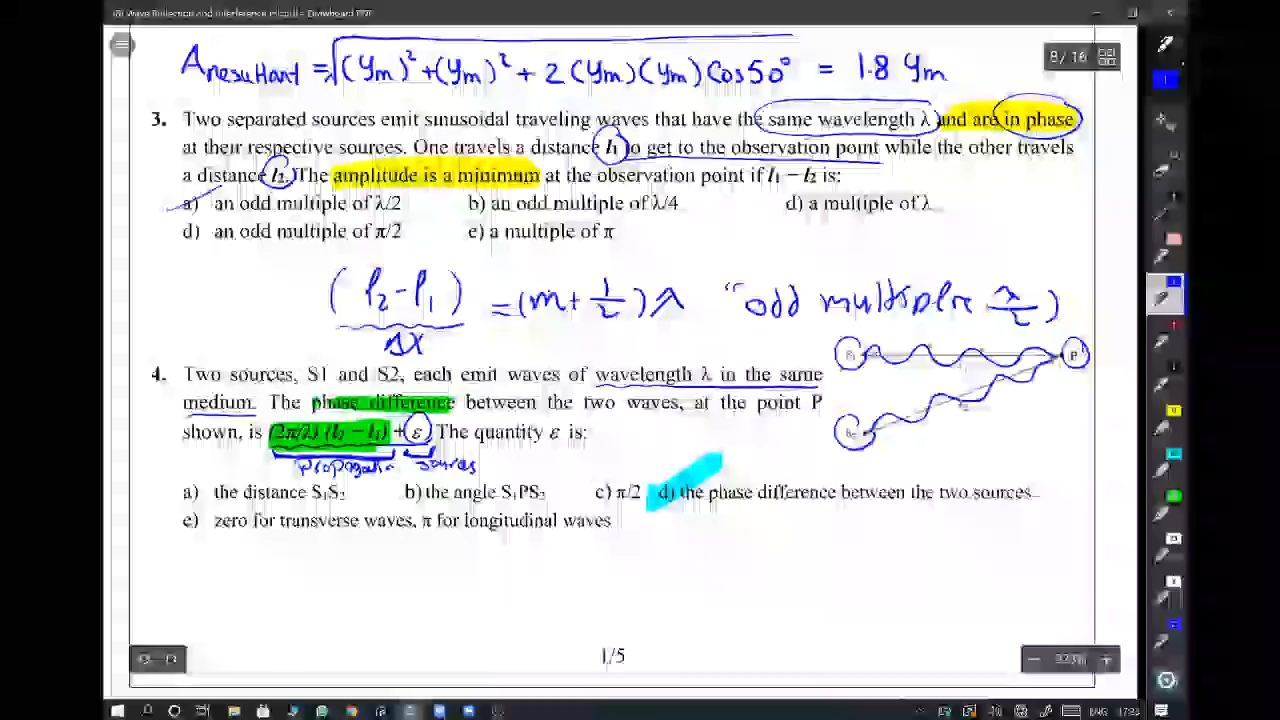 A resultant = √(ym)² + (ym)² + 2 (ym)(ym) Cos50° = 1.8 ym
8/16
3. Two separated sources emit sinusoidal traveling waves that have the same wavelength λ and are in phase
at their respective sources. One travels a distance l₁ to get to the observation point while the other travels
a distance l₂. The amplitude is a minimum at the observation point if l₁ − l₂ is:
a) an odd multiple of λ/2 b) an odd multiple of λ/4 d) a multiple of λ
d) an odd multiple of π/2 e) a multiple of π
(l₂ − l₁) = (m + 1/2) λ "odd multiple λ/2)
ΔX
4. Two sources, S1 and S2, each emit waves of wavelength λ in the same
medium. The phase difference between the two waves, at the point P
shown, is (2π/λ) (l₂ − l₁) + ε. The quantity ε is:
propagation sources
S₁ P
S₂
a) the distance S₁S₂ b) the angle S₁PS₂ c) π/2 d) the phase difference between the two sources
e) zero for transverse waves, π for longitudinal waves
1/5
ENG